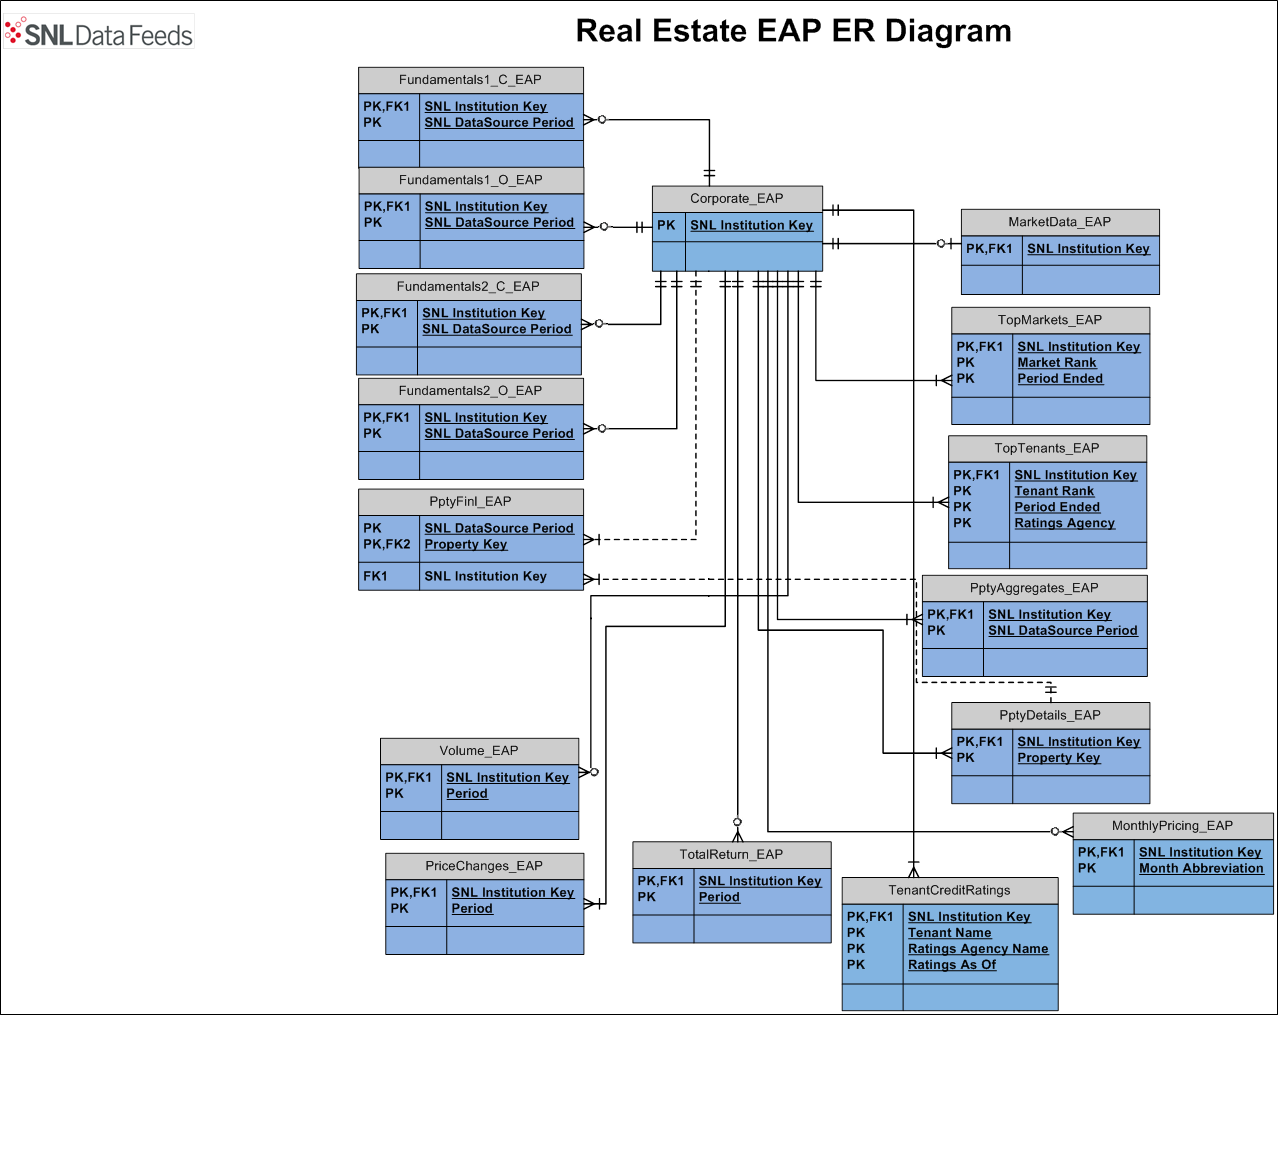 SNL Data Feeds
Real Estate EAP ER Diagram
Fundamentals1_C_EAP
PK,FK1 SNL Institution Key
PK SNL DataSource Period
Fundamentals1_O_EAP
PK,FK1 SNL Institution Key
PK SNL DataSource Period
Corporate_EAP
PK SNL Institution Key
MarketData_EAP
PK,FK1 SNL Institution Key
Fundamentals2_C_EAP
PK,FK1 SNL Institution Key
PK SNL DataSource Period
TopMarkets_EAP
PK,FK1 SNL Institution Key
PK Market Rank
PK Period Ended
Fundamentals2_O_EAP
PK,FK1 SNL Institution Key
PK SNL DataSource Period
TopTenants_EAP
PK,FK1 SNL Institution Key
PK Tenant Rank
PK Period Ended
PK Ratings Agency
PptyFinl_EAP
PK SNL DataSource Period
PK,FK2 Property Key
FK1 SNL Institution Key
PptyAggregates_EAP
PK,FK1 SNL Institution Key
PK SNL DataSource Period
PptyDetails_EAP
PK,FK1 SNL Institution Key
PK Property Key
Volume_EAP
PK,FK1 SNL Institution Key
PK Period
MonthlyPricing_EAP
PK,FK1 SNL Institution Key
PK Month Abbreviation
PriceChanges_EAP
PK,FK1 SNL Institution Key
PK Period
TotalReturn_EAP
PK,FK1 SNL Institution Key
PK Period
TenantCreditRatings
PK,FK1 SNL Institution Key
PK Tenant Name
PK Ratings Agency Name
PK Ratings As Of